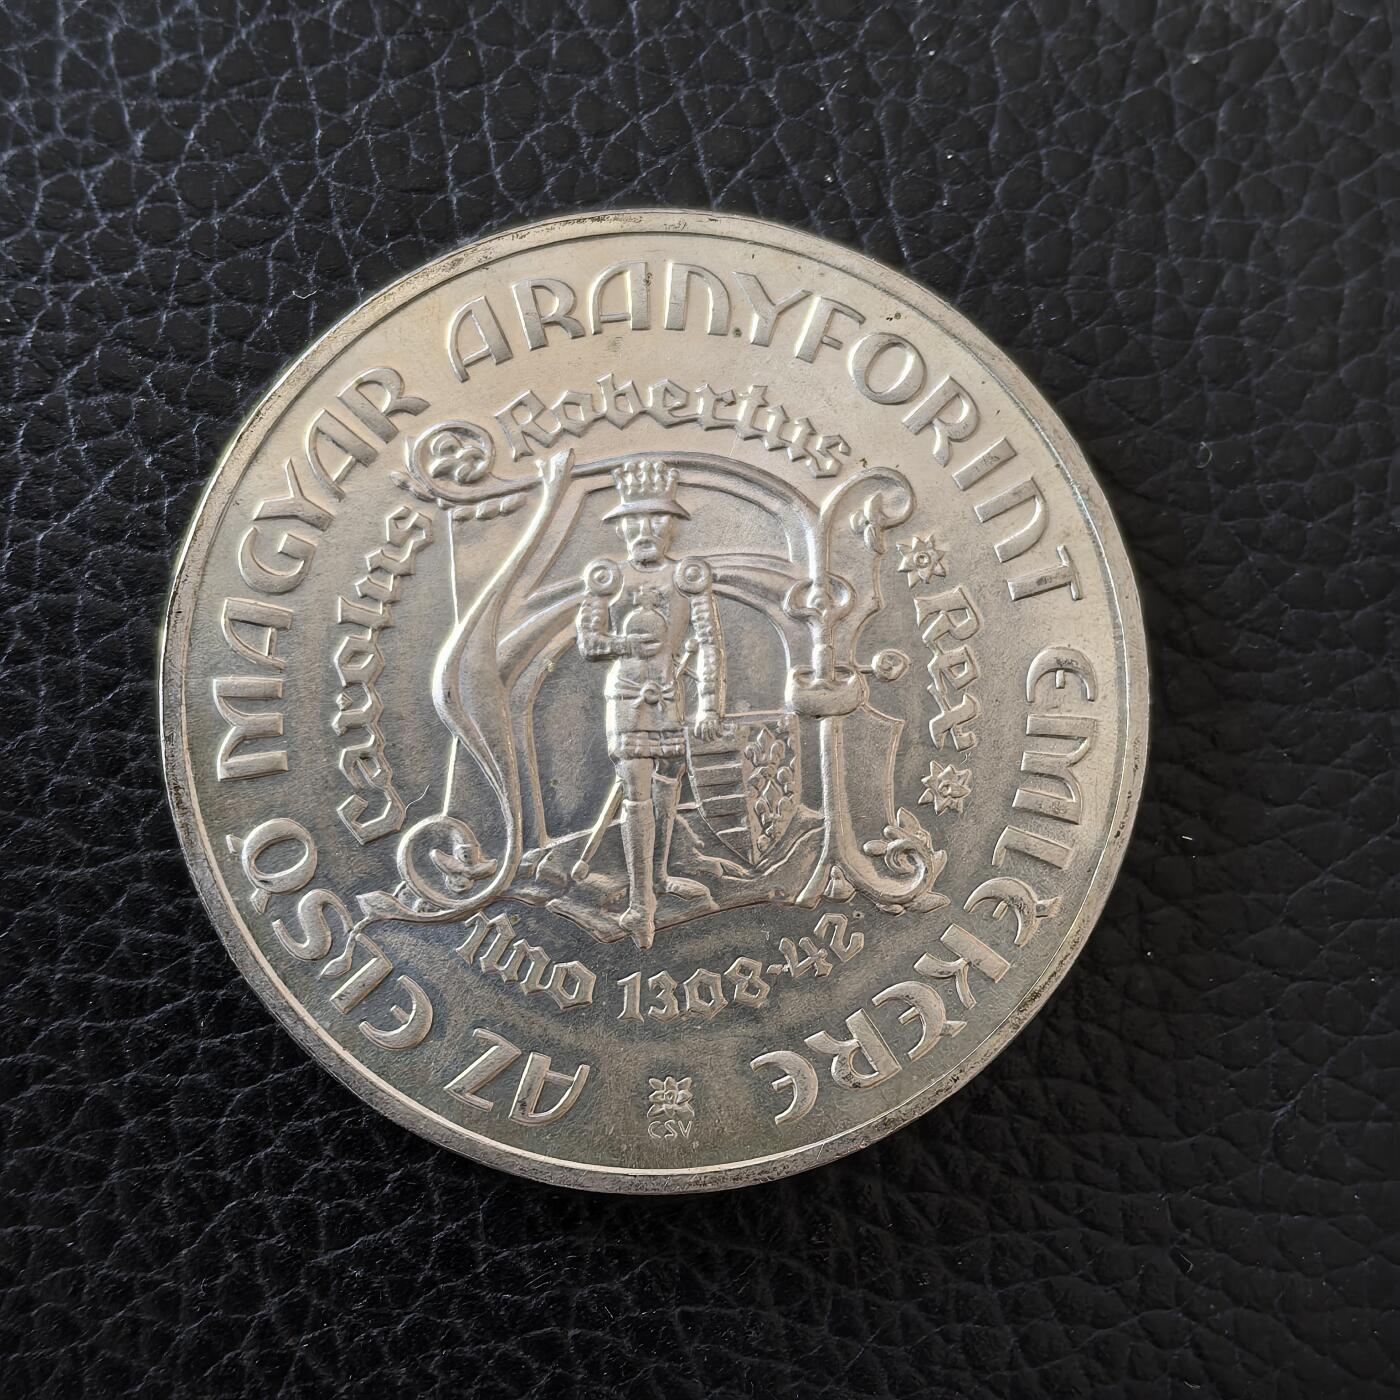 AZ ELSŐ MAGYAR ARANYFORINT EMLÉKÉRE
Carolus Robertus Rex
Anno 1308-42
CSV